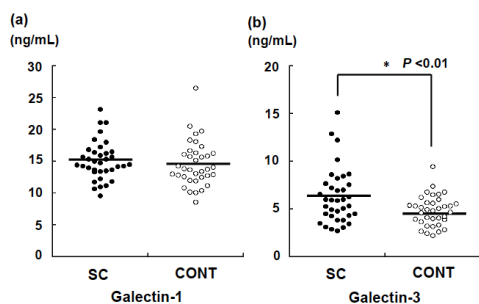 (a)
(ng/mL)
30
25
20
15
10
5
0
SC
CONT
Galectin-1
(b)
(ng/mL)
* P <0.01
20
15
10
5
0
SC
CONT
Galectin-3